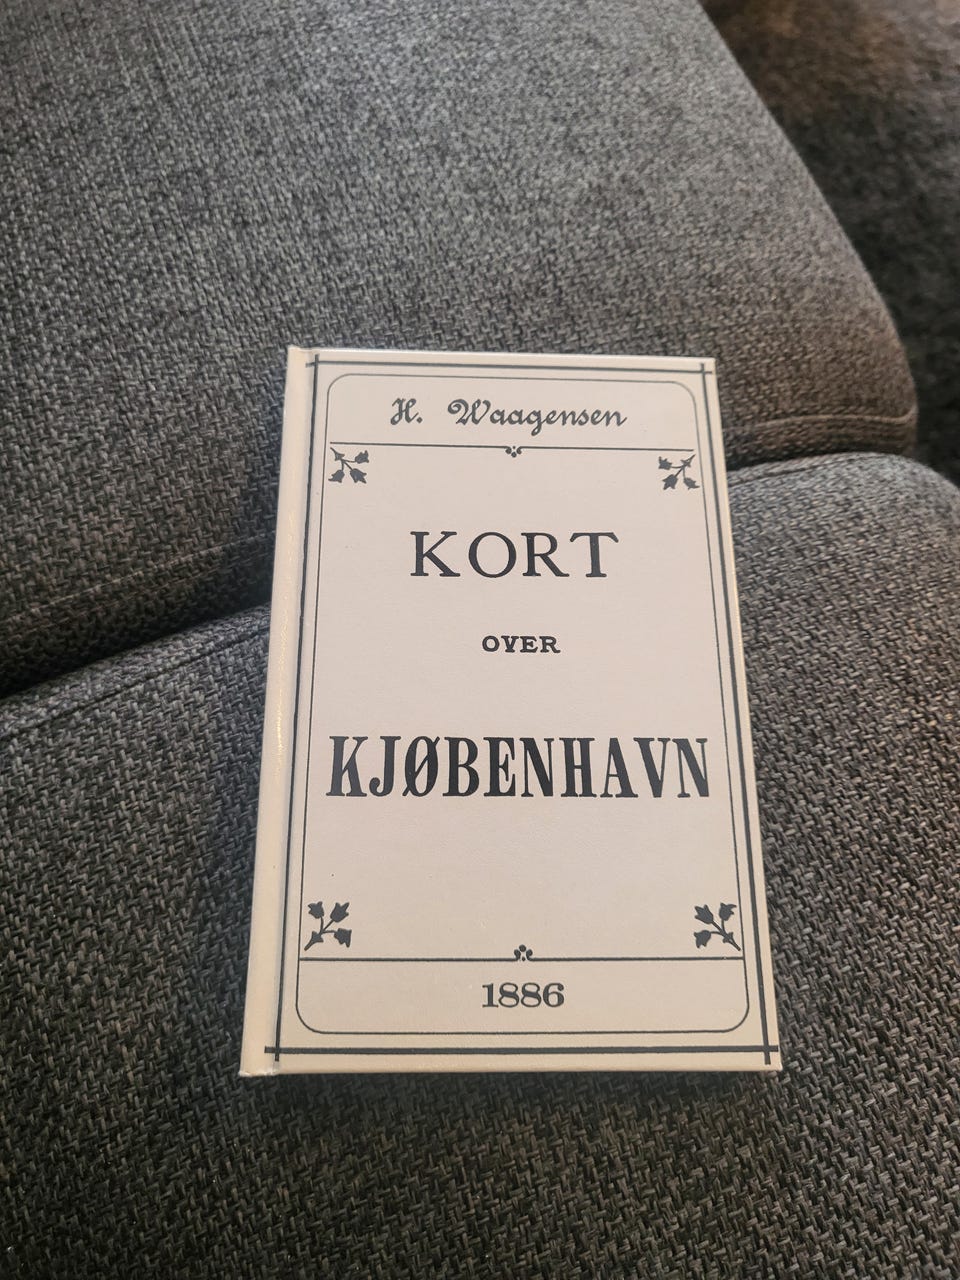 H. Waagensen
KORT
OVER
KJØBENHAVN
1886